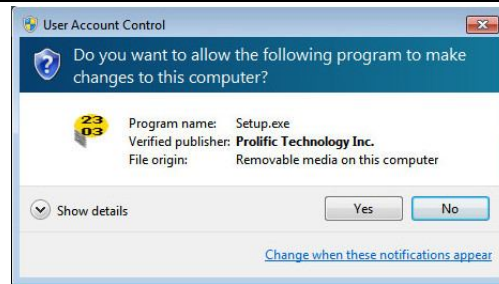 User Account Control
Do you want to allow the following program to make
changes to this computer?
23
03
Program name: Setup.exe
Verified publisher: Prolific Technology Inc.
File origin: Removable media on this computer
Show details
Yes
No
Change when these notifications appear